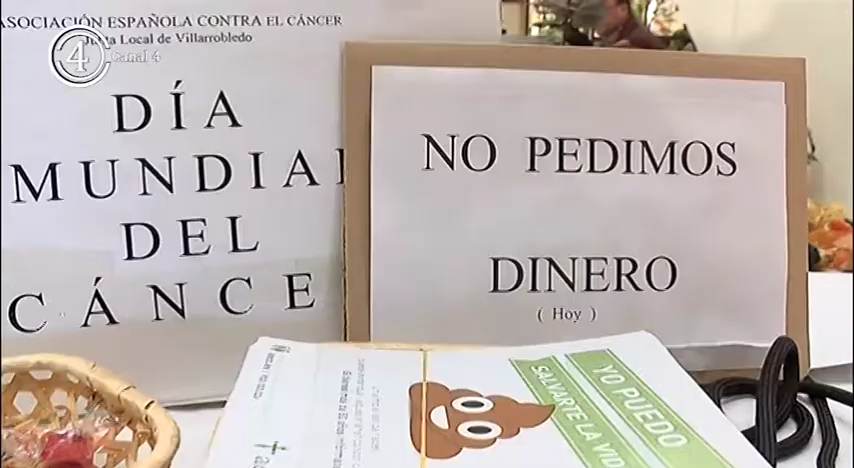 ASOCIACIÓN ESPAÑOLA CONTRA EL CÁNCER
Junta Local de Villarrobledo
4
Canal 4
DÍA
MUNDIAL
DEL
CÁNCER
NO PEDIMOS
DINERO
( Hoy )
YO PUEDO
SALVARTE LA VIDA